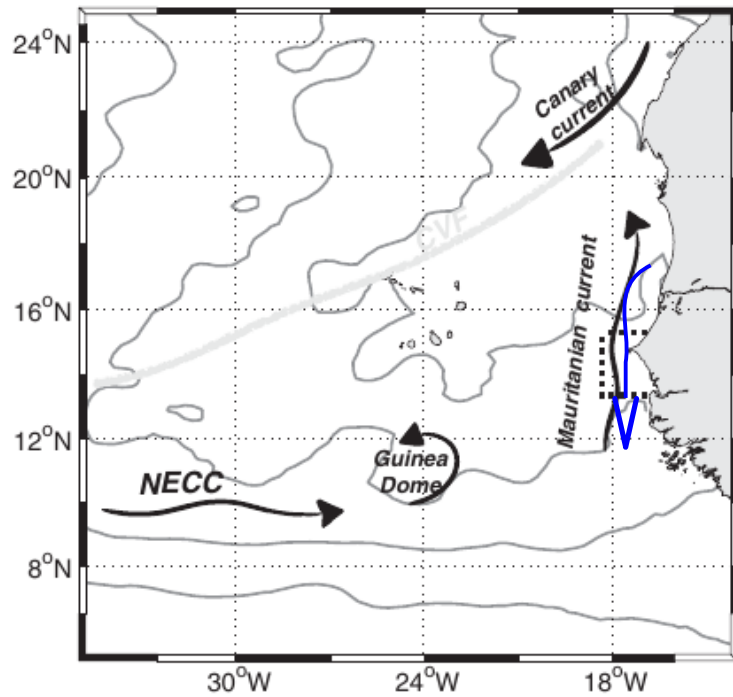 24°N
Canary
current
20°N
CVF
16°N
Mauritanian current
12°N
Guinea
Dome
NECC
8°N
30°W
24°W
18°W